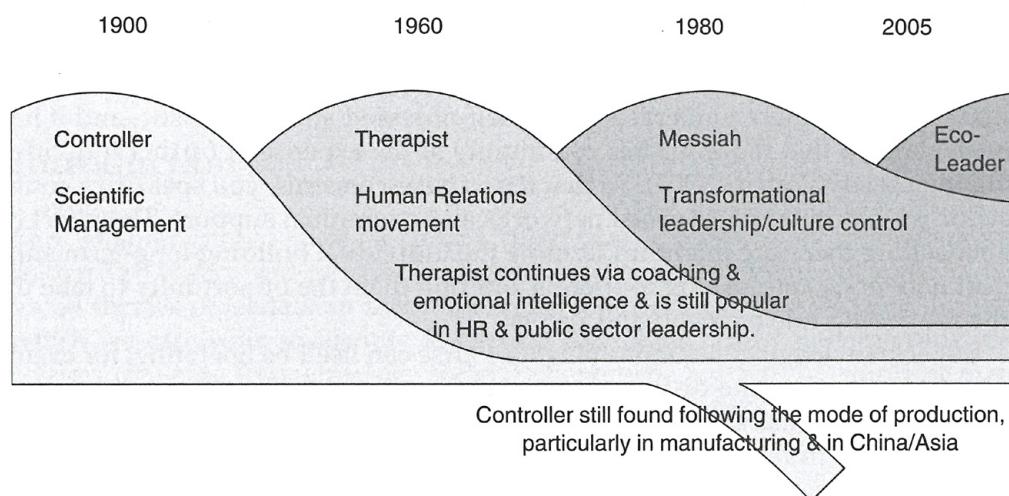 1900 1960 1980 2005
Controller
Scientific
Management
Therapist
Human Relations
movement
Messiah
Transformational
leadership/culture control
Eco-
Leader
Therapist continues via coaching &
emotional intelligence & is still popular
in HR & public sector leadership.
Controller still found following the mode of production,
particularly in manufacturing & in China/Asia